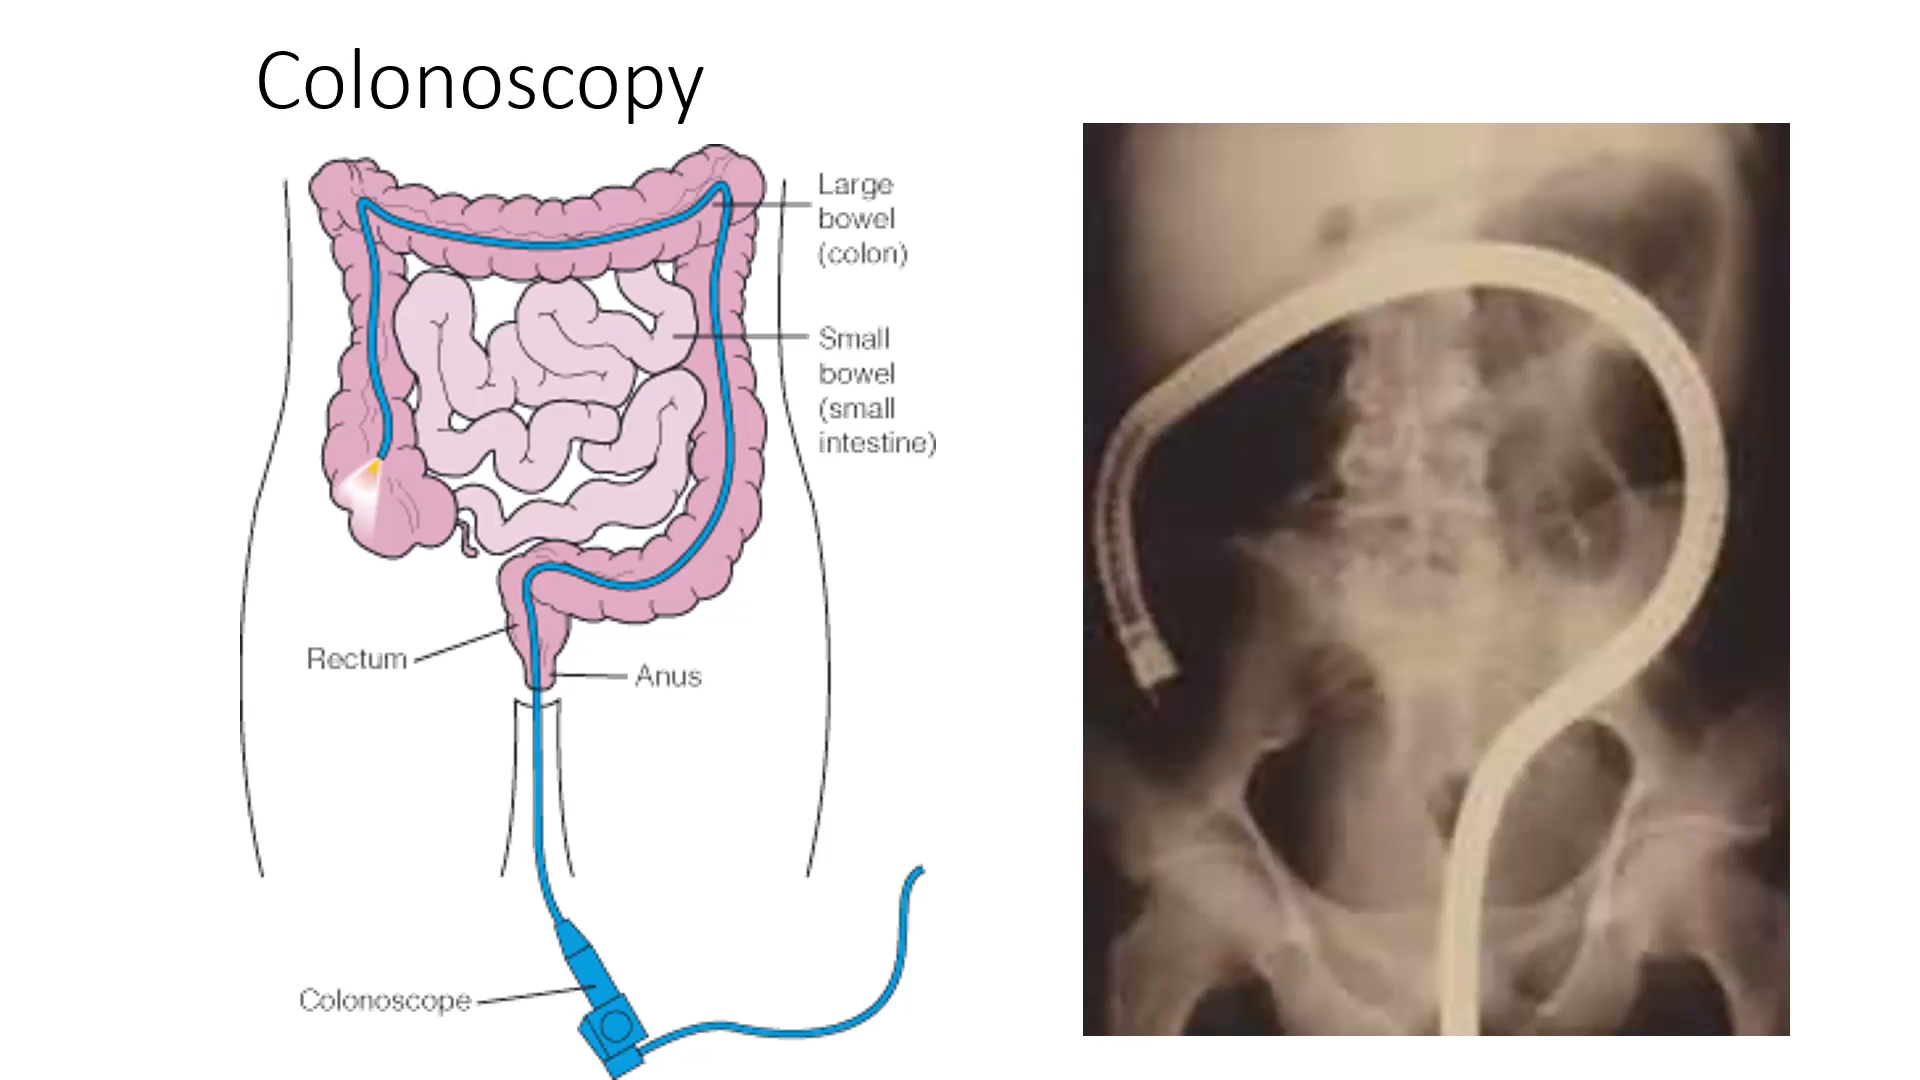 Colonoscopy
Large
bowel
(colon)
Small
bowel
(small
intestine)
Rectum
Anus
Colonoscope